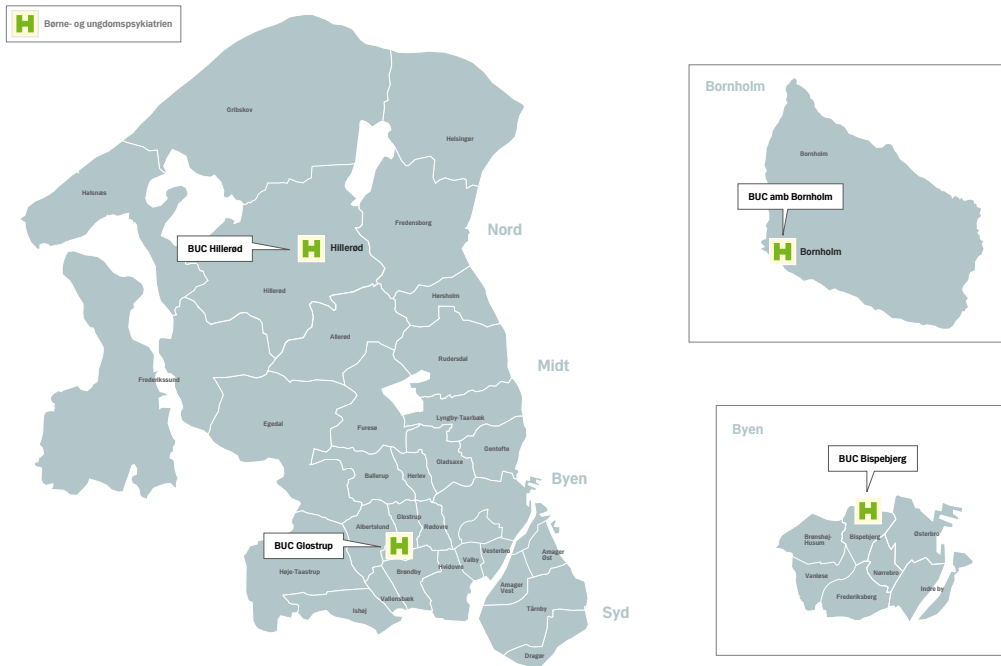 Børne- og ungdomspsykiatrien
Gribskov
Helsingør
Halsnæs
Fredensborg
Nord
BUC Hillerød
Hillerød
Hillerød
Hørsholm
Allerød
Rudersdal
Midt
Frederikssund
Egedal
Furesø
Lyngby-Taarbæk
Gentofte
Gladsaxe
Ballerup
Herlev
Byen
Glostrup
Albertslund
Rødovre
BUC Glostrup
Vesterbro
Amager
Øst
Valby
Hvidovre
Høje-Taastrup
Brøndby
Amager
Vest
Vallensbæk
Ishøj
Tårnby
Syd
Dragør
Bornholm
Bornholm
BUC amb Bornholm
Bornholm
Byen
BUC Bispebjerg
Brønshøj-
Husum
Bispebjerg
Østerbro
Vanløse
Nørrebro
Indre by
Frederiksberg